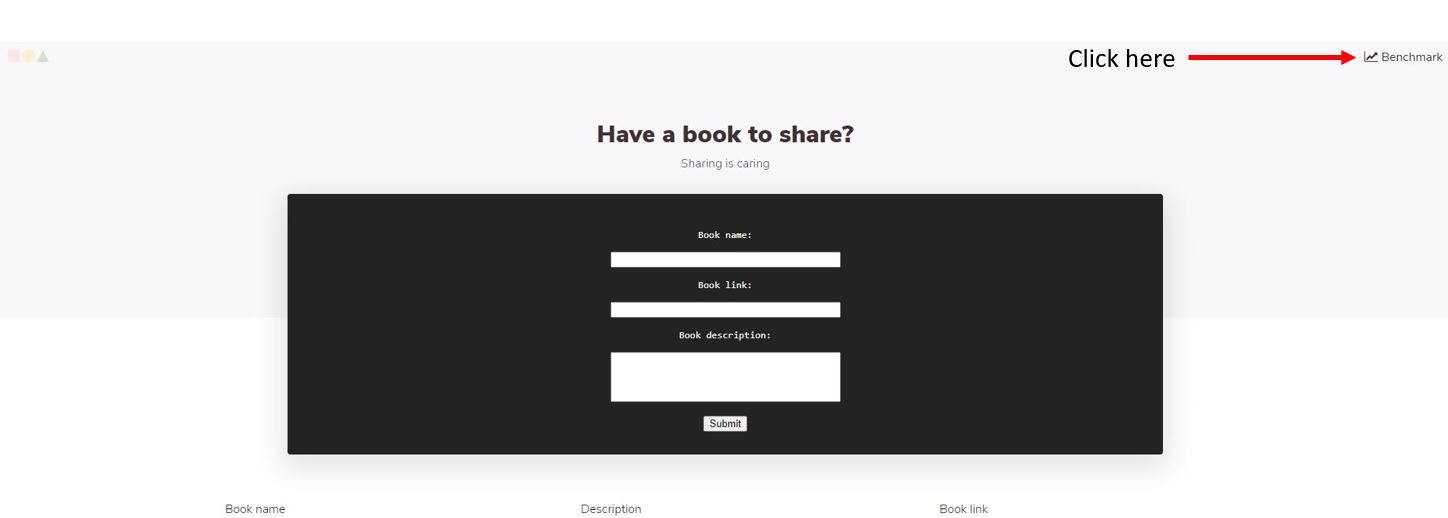 Click here
Benchmark
Have a book to share?
Sharing is caring
Book name:
Book link:
Book description:
Submit
Book name
Description
Book link